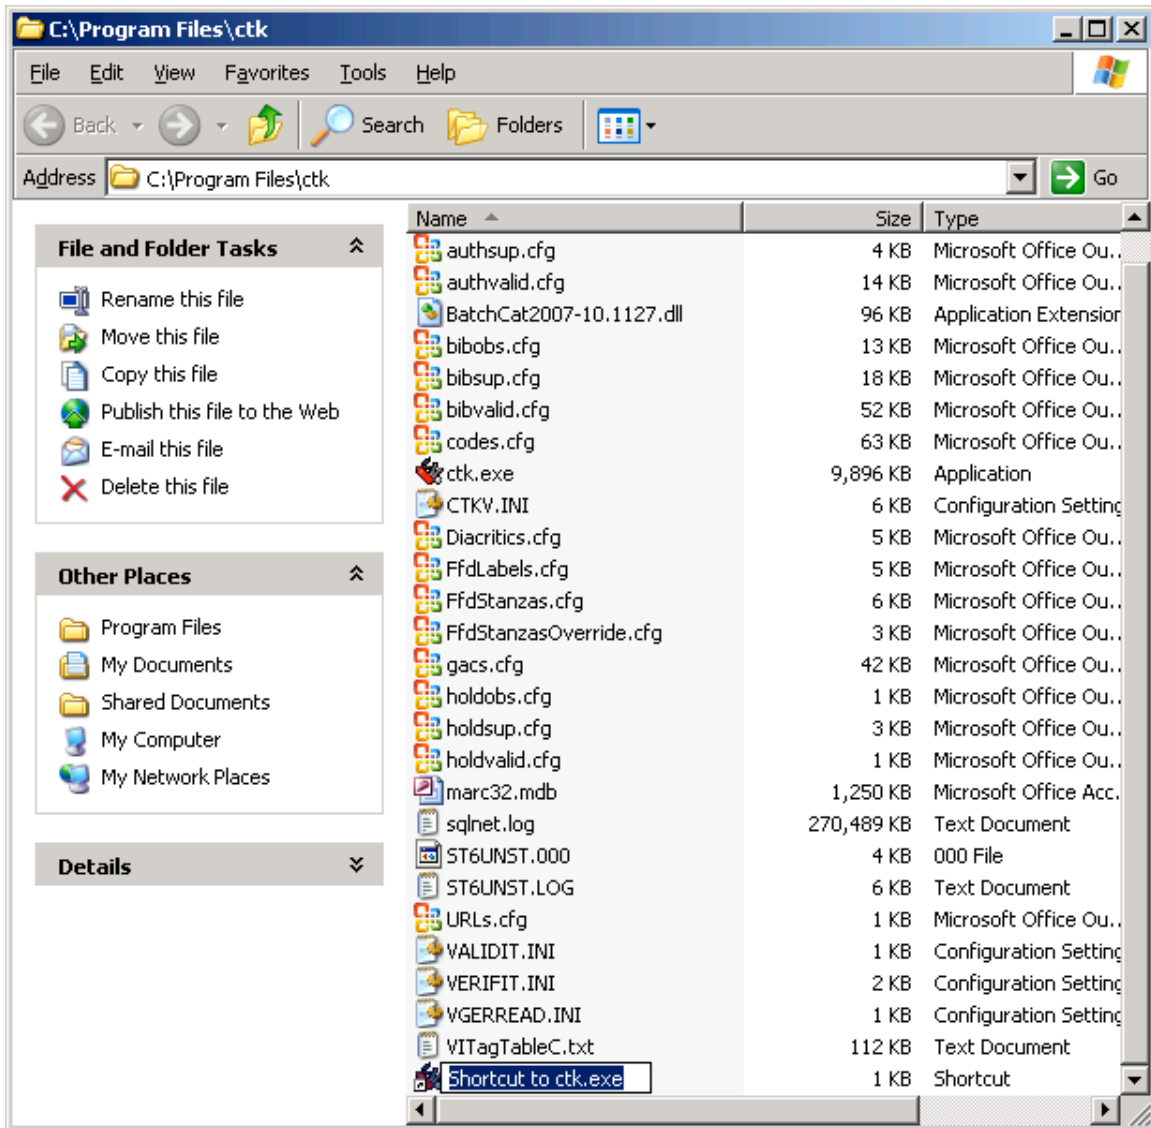 C:\Program Files\ctk
File Edit View Favorites Tools Help
Back Search Folders
Address C:\Program Files\ctk Go
File and Folder Tasks
Rename this file
Move this file
Copy this file
Publish this file to the Web
E-mail this file
Delete this file
Other Places
Program Files
My Documents
Shared Documents
My Computer
My Network Places
Details
Name Size Type
authsup.cfg 4 KB Microsoft Office Ou..
authvalid.cfg 14 KB Microsoft Office Ou..
BatchCat2007-10.1127.dll 96 KB Application Extension
bibobs.cfg 13 KB Microsoft Office Ou..
bibsup.cfg 18 KB Microsoft Office Ou..
bibvalid.cfg 52 KB Microsoft Office Ou..
codes.cfg 63 KB Microsoft Office Ou..
ctk.exe 9,896 KB Application
CTKV.INI 6 KB Configuration Setting
Diacritics.cfg 5 KB Microsoft Office Ou..
FfdLabels.cfg 5 KB Microsoft Office Ou..
FfdStanzas.cfg 6 KB Microsoft Office Ou..
FfdStanzasOverride.cfg 3 KB Microsoft Office Ou..
gacs.cfg 42 KB Microsoft Office Ou..
holdobs.cfg 1 KB Microsoft Office Ou..
holdsup.cfg 3 KB Microsoft Office Ou..
holdvalid.cfg 1 KB Microsoft Office Ou..
marc32.mdb 1,250 KB Microsoft Office Acc.
sqlnet.log 270,489 KB Text Document
ST6UNST.000 4 KB 000 File
ST6UNST.LOG 6 KB Text Document
URLs.cfg 1 KB Microsoft Office Ou..
VALIDIT.INI 1 KB Configuration Setting
VERIFIT.INI 2 KB Configuration Setting
VGERREAD.INI 1 KB Configuration Setting
VITagTableC.txt 112 KB Text Document
Shortcut to ctk.exe 1 KB Shortcut